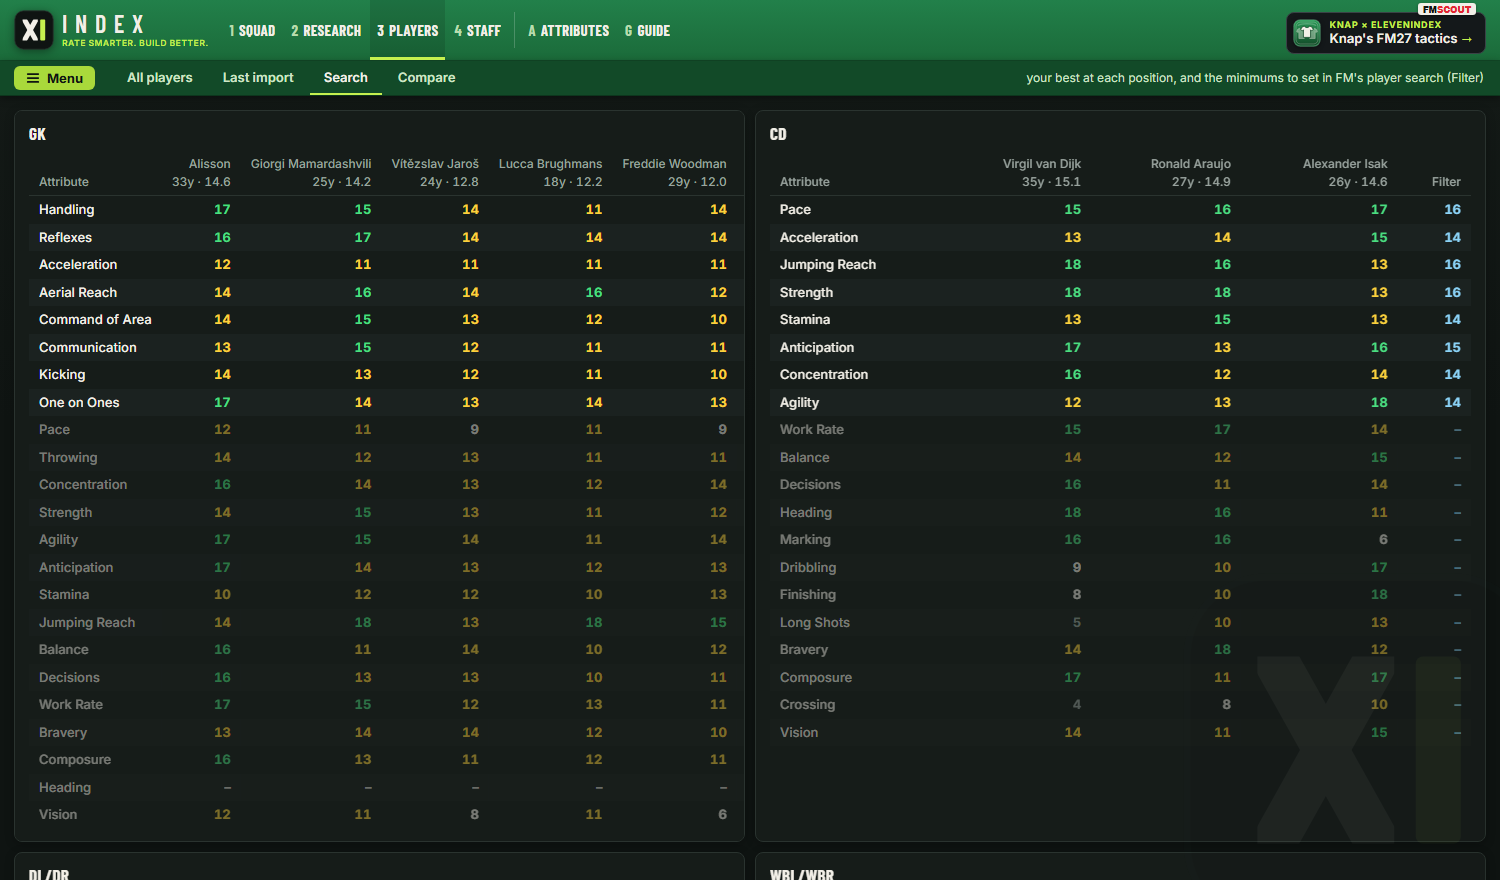 XI INDEX
RATE SMARTER. BUILD BETTER.
1 SQUAD 2 RESEARCH 3 PLAYERS 4 STAFF A ATTRIBUTES G GUIDE
FMSCOUT
KNAP × ELEVENINDEX
Knap's FM27 tactics →
Menu All players Last import Search Compare your best at each position, and the minimums to set in FM's player search (Filter)
GK
Alisson Giorgi Mamardashvili Vítězslav Jaroš Lucca Brughmans Freddie Woodman
Attribute 33y · 14.6 25y · 14.2 24y · 12.8 18y · 12.2 29y · 12.0
Handling 17 15 14 11 14
Reflexes 16 17 14 14 14
Acceleration 12 11 11 11 11
Aerial Reach 14 16 14 16 12
Command of Area 14 15 13 12 10
Communication 13 15 12 11 11
Kicking 14 13 12 11 10
One on Ones 17 14 13 14 13
Pace 12 11 9 11 9
Throwing 14 12 13 11 11
Concentration 16 14 13 12 14
Strength 14 15 13 11 12
Agility 17 15 14 11 14
Anticipation 17 14 13 12 13
Stamina 10 12 12 10 13
Jumping Reach 14 18 13 18 15
Balance 16 11 14 10 12
Decisions 16 13 13 10 11
Work Rate 17 15 12 13 11
Bravery 13 14 14 12 10
Composure 16 13 11 12 11
Heading – – – – –
Vision 12 11 8 11 6
CD
Virgil van Dijk Ronald Araujo Alexander Isak
Attribute 35y · 15.1 27y · 14.9 26y · 14.6 Filter
Pace 15 16 17 16
Acceleration 13 14 15 14
Jumping Reach 18 16 13 16
Strength 18 18 13 16
Stamina 13 15 13 14
Anticipation 17 13 16 15
Concentration 16 12 14 14
Agility 12 13 18 14
Work Rate 15 17 14 –
Balance 14 12 15 –
Decisions 16 11 14 –
Heading 18 16 11 –
Marking 16 16 6 –
Dribbling 9 10 17 –
Finishing 8 10 18 –
Long Shots 5 10 13 –
Bravery 14 18 12 –
Composure 17 11 17 –
Crossing 4 8 10 –
Vision 14 11 15 –
XI
DL/DR
WBL/WBR